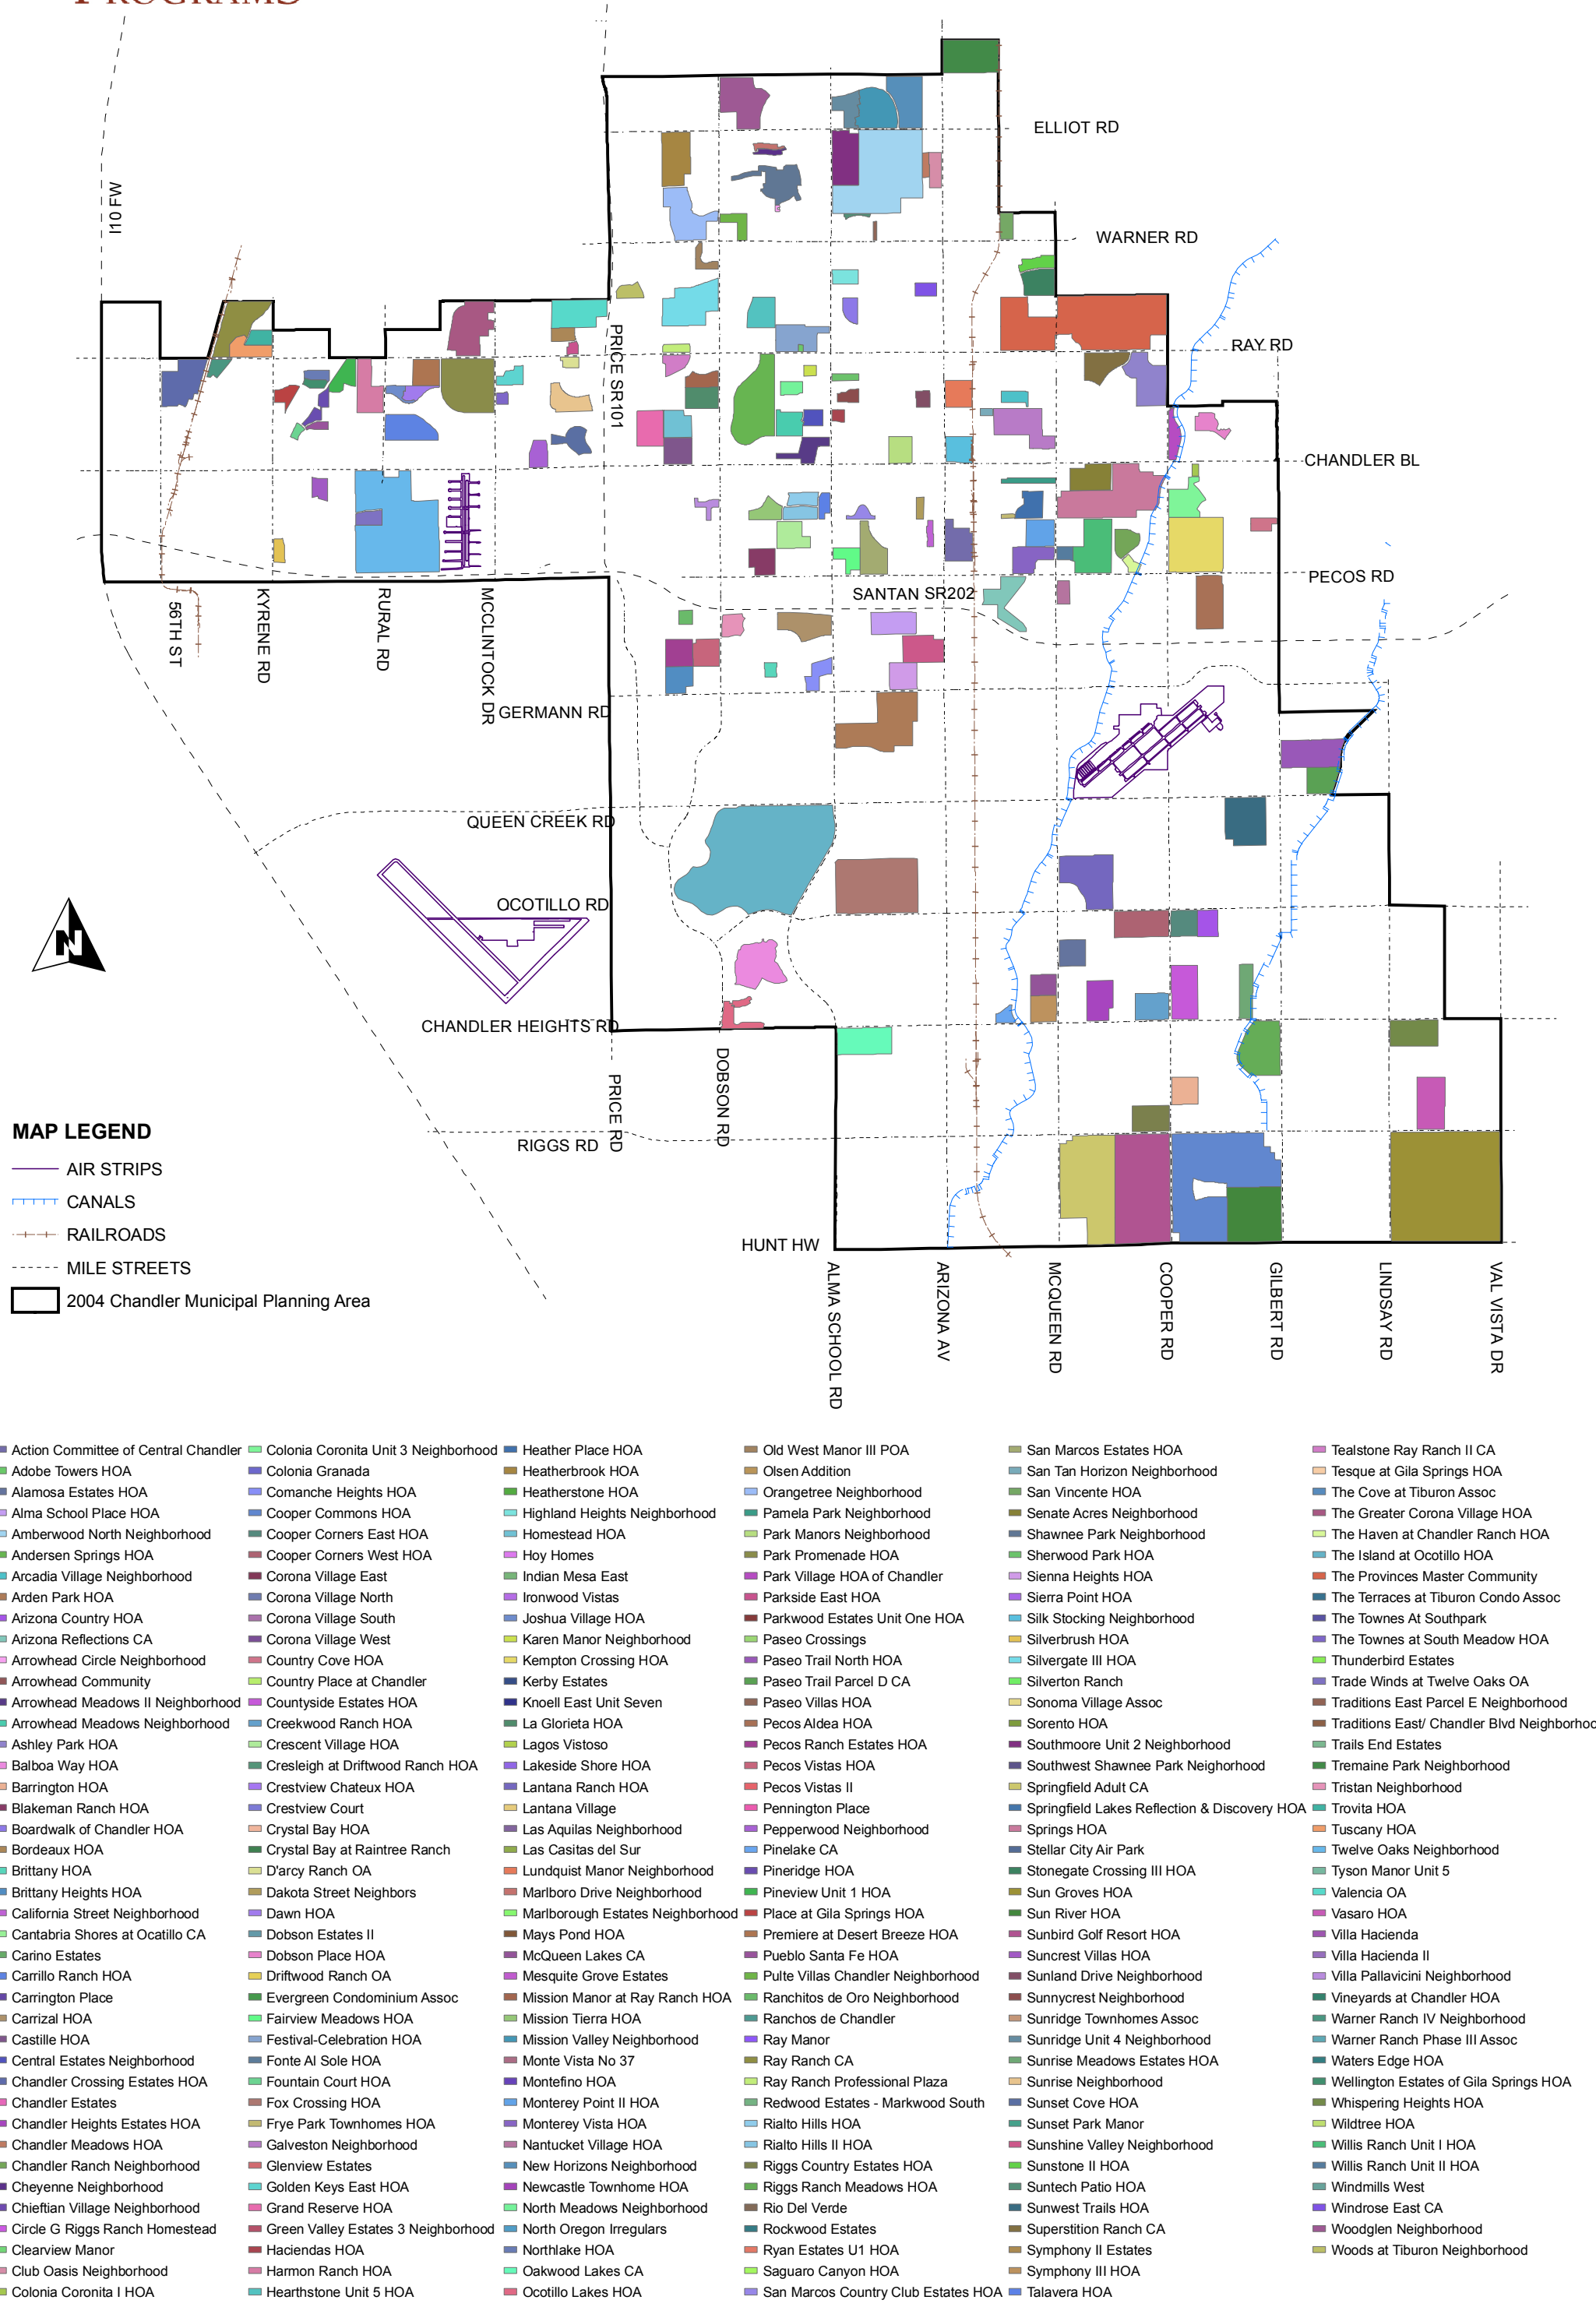 PROGRAMS
ELLIOT RD
I10 FW
WARNER RD
PRICE SR101
RAY RD
CHANDLER BL
PECOS RD
SANTAN SR202
56TH ST
KYRENE RD
RURAL RD
MCCLINTOCK DR
GERMANN RD
QUEEN CREEK RD
OCOTILLO RD
N
CHANDLER HEIGHTS RD
PRICE RD
DOBSON RD
RIGGS RD
HUNT HW
ALMA SCHOOL RD
ARIZONA AV
MCQUEEN RD
COOPER RD
GILBERT RD
LINDSAY RD
VAL VISTA DR
MAP LEGEND
AIR STRIPS
CANALS
RAILROADS
MILE STREETS
2004 Chandler Municipal Planning Area
Action Committee of Central Chandler
Adobe Towers HOA
Alamosa Estates HOA
Alma School Place HOA
Amberwood North Neighborhood
Andersen Springs HOA
Arcadia Village Neighborhood
Arden Park HOA
Arizona Country HOA
Arizona Reflections CA
Arrowhead Circle Neighborhood
Arrowhead Community
Arrowhead Meadows II Neighborhood
Arrowhead Meadows Neighborhood
Ashley Park HOA
Balboa Way HOA
Barrington HOA
Blakeman Ranch HOA
Boardwalk of Chandler HOA
Bordeaux HOA
Brittany HOA
Brittany Heights HOA
California Street Neighborhood
Cantabria Shores at Ocatillo CA
Carino Estates
Carrillo Ranch HOA
Carrington Place
Carrizal HOA
Castille HOA
Central Estates Neighborhood
Chandler Crossing Estates HOA
Chandler Estates
Chandler Heights Estates HOA
Chandler Meadows HOA
Chandler Ranch Neighborhood
Cheyenne Neighborhood
Chieftian Village Neighborhood
Circle G Riggs Ranch Homestead
Clearview Manor
Club Oasis Neighborhood
Colonia Coronita I HOA
Colonia Coronita Unit 3 Neighborhood
Colonia Granada
Comanche Heights HOA
Cooper Commons HOA
Cooper Corners East HOA
Cooper Corners West HOA
Corona Village East
Corona Village North
Corona Village South
Corona Village West
Country Cove HOA
Country Place at Chandler
Countyside Estates HOA
Creekwood Ranch HOA
Crescent Village HOA
Cresleigh at Driftwood Ranch HOA
Crestview Chateux HOA
Crestview Court
Crystal Bay HOA
Crystal Bay at Raintree Ranch
D'arcy Ranch OA
Dakota Street Neighbors
Dawn HOA
Dobson Estates II
Dobson Place HOA
Driftwood Ranch OA
Evergreen Condominium Assoc
Fairview Meadows HOA
Festival-Celebration HOA
Fonte Al Sole HOA
Fountain Court HOA
Fox Crossing HOA
Frye Park Townhomes HOA
Galveston Neighborhood
Glenview Estates
Golden Keys East HOA
Grand Reserve HOA
Green Valley Estates 3 Neighborhood
Haciendas HOA
Harmon Ranch HOA
Hearthstone Unit 5 HOA
Heather Place HOA
Heatherbrook HOA
Heatherstone HOA
Highland Heights Neighborhood
Homestead HOA
Hoy Homes
Indian Mesa East
Ironwood Vistas
Joshua Village HOA
Karen Manor Neighborhood
Kempton Crossing HOA
Kerby Estates
Knoell East Unit Seven
La Glorieta HOA
Lagos Vistoso
Lakeside Shore HOA
Lantana Ranch HOA
Lantana Village
Las Aquilas Neighborhood
Las Casitas del Sur
Lundquist Manor Neighborhood
Marlboro Drive Neighborhood
Marlborough Estates Neighborhood
Mays Pond HOA
McQueen Lakes CA
Mesquite Grove Estates
Mission Manor at Ray Ranch HOA
Mission Tierra HOA
Mission Valley Neighborhood
Monte Vista No 37
Montefino HOA
Monterey Point II HOA
Monterey Vista HOA
Nantucket Village HOA
New Horizons Neighborhood
Newcastle Townhome HOA
North Meadows Neighborhood
North Oregon Irregulars
Northlake HOA
Oakwood Lakes CA
Ocotillo Lakes HOA
Old West Manor III POA
Olsen Addition
Orangetree Neighborhood
Pamela Park Neighborhood
Park Manors Neighborhood
Park Promenade HOA
Park Village HOA of Chandler
Parkside East HOA
Parkwood Estates Unit One HOA
Paseo Crossings
Paseo Trail North HOA
Paseo Trail Parcel D CA
Paseo Villas HOA
Pecos Aldea HOA
Pecos Ranch Estates HOA
Pecos Vistas HOA
Pecos Vistas II
Pennington Place
Pepperwood Neighborhood
Pinelake CA
Pineridge HOA
Pineview Unit 1 HOA
Place at Gila Springs HOA
Premiere at Desert Breeze HOA
Pueblo Santa Fe HOA
Pulte Villas Chandler Neighborhood
Ranchitos de Oro Neighborhood
Ranchos de Chandler
Ray Manor
Ray Ranch CA
Ray Ranch Professional Plaza
Redwood Estates - Markwood South
Rialto Hills HOA
Rialto Hills II HOA
Riggs Country Estates HOA
Riggs Ranch Meadows HOA
Rio Del Verde
Rockwood Estates
Ryan Estates U1 HOA
Saguaro Canyon HOA
San Marcos Country Club Estates HOA
San Marcos Estates HOA
San Tan Horizon Neighborhood
San Vincente HOA
Senate Acres Neighborhood
Shawnee Park Neighborhood
Sherwood Park HOA
Sienna Heights HOA
Sierra Point HOA
Silk Stocking Neighborhood
Silverbrush HOA
Silvergate III HOA
Silverton Ranch
Sonoma Village Assoc
Sorento HOA
Southmoore Unit 2 Neighborhood
Southwest Shawnee Park Neighorhood
Springfield Adult CA
Springfield Lakes Reflection & Discovery HOA
Springs HOA
Stellar City Air Park
Stonegate Crossing III HOA
Sun Groves HOA
Sun River HOA
Sunbird Golf Resort HOA
Suncrest Villas HOA
Sunland Drive Neighborhood
Sunnycrest Neighborhood
Sunridge Townhomes Assoc
Sunridge Unit 4 Neighborhood
Sunrise Meadows Estates HOA
Sunrise Neighborhood
Sunset Cove HOA
Sunset Park Manor
Sunshine Valley Neighborhood
Sunstone II HOA
Suntech Patio HOA
Sunwest Trails HOA
Superstition Ranch CA
Symphony II Estates
Symphony III HOA
Talavera HOA
Tealstone Ray Ranch II CA
Tesque at Gila Springs HOA
The Cove at Tiburon Assoc
The Greater Corona Village HOA
The Haven at Chandler Ranch HOA
The Island at Ocotillo HOA
The Provinces Master Community
The Terraces at Tiburon Condo Assoc
The Townes At Southpark
The Townes at South Meadow HOA
Thunderbird Estates
Trade Winds at Twelve Oaks OA
Traditions East Parcel E Neighborhood
Traditions East/ Chandler Blvd Neighborhoo
Trails End Estates
Tremaine Park Neighborhood
Tristan Neighborhood
Trovita HOA
Tuscany HOA
Twelve Oaks Neighborhood
Tyson Manor Unit 5
Valencia OA
Vasaro HOA
Villa Hacienda
Villa Hacienda II
Villa Pallavicini Neighborhood
Vineyards at Chandler HOA
Warner Ranch IV Neighborhood
Warner Ranch Phase III Assoc
Waters Edge HOA
Wellington Estates of Gila Springs HOA
Whispering Heights HOA
Wildtree HOA
Willis Ranch Unit I HOA
Willis Ranch Unit II HOA
Windmills West
Windrose East CA
Woodglen Neighborhood
Woods at Tiburon Neighborhood